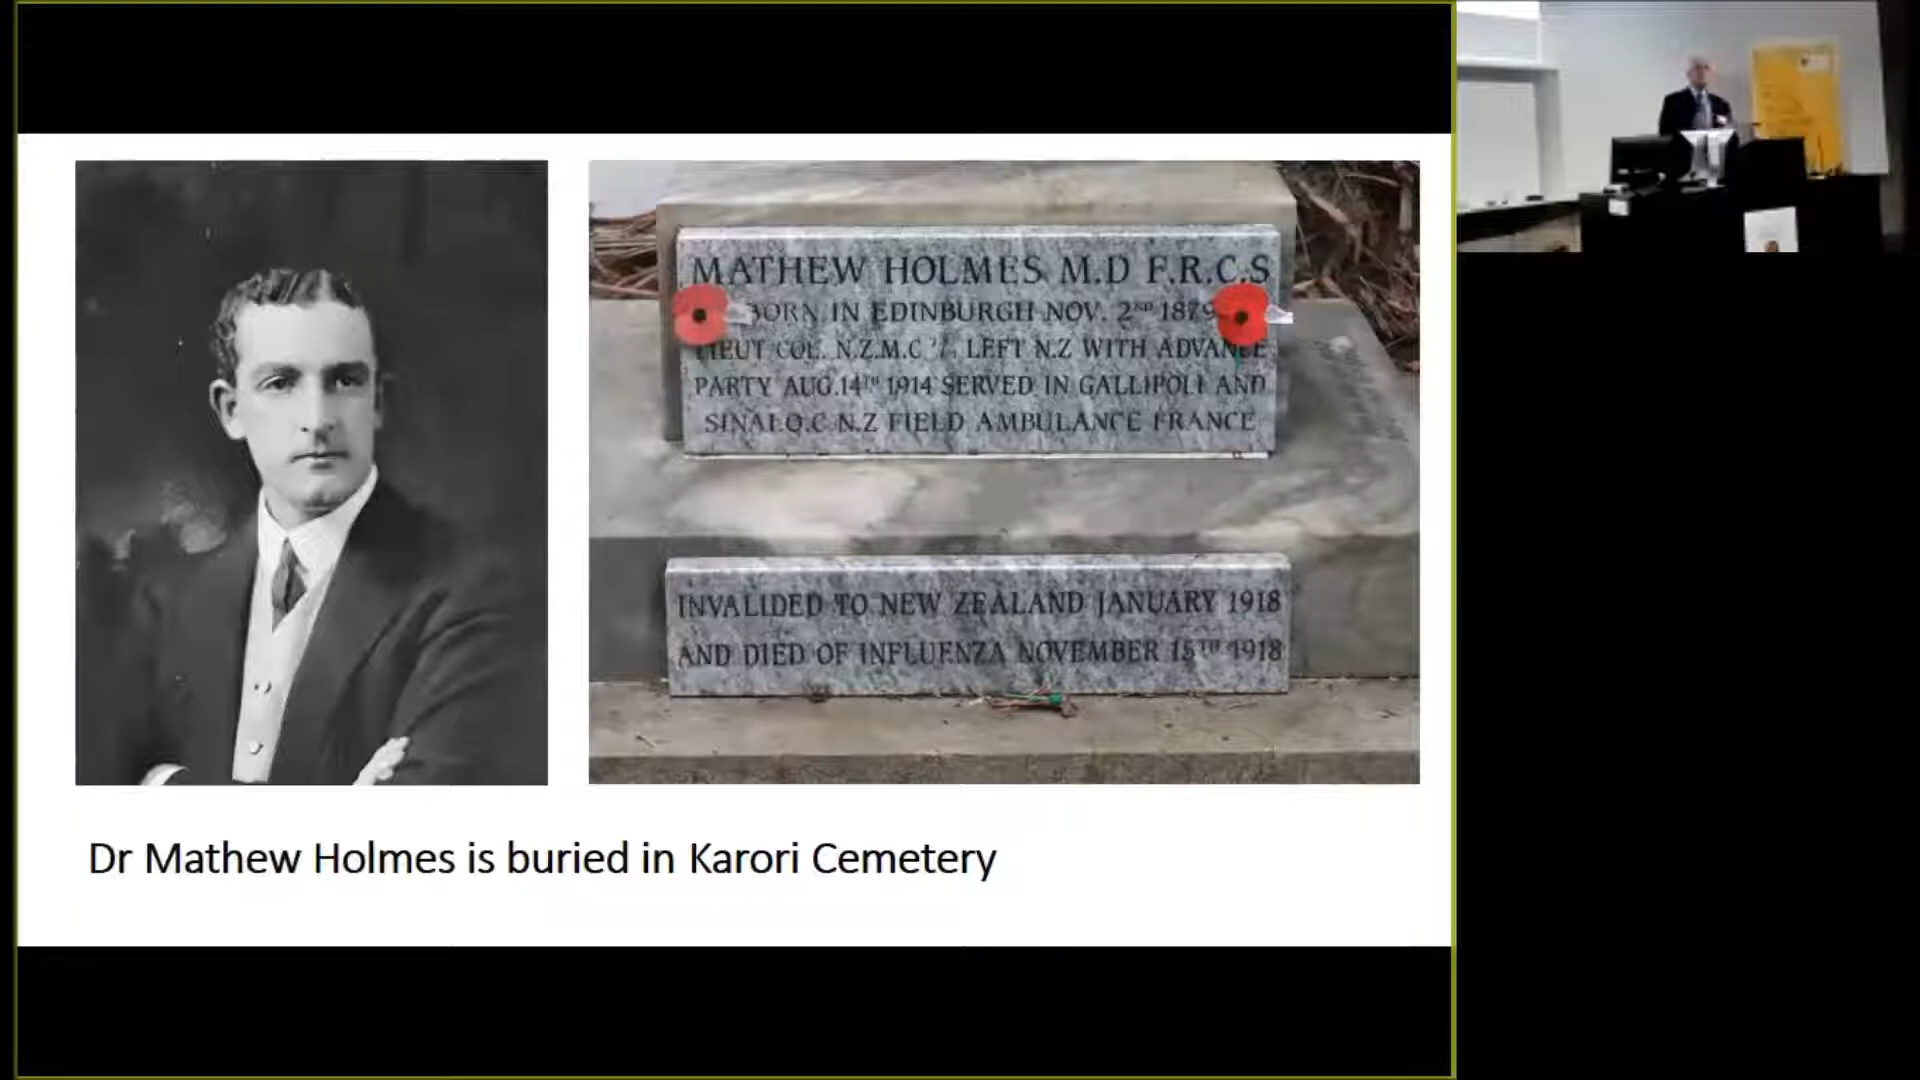 MATHEW HOLMES M.D F.R.C.S
BORN IN EDINBURGH NOV. 2ND 1879
LIEUT COL. N.Z.M.C LEFT N.Z WITH ADVANCE
PARTY AUG.14TH 1914 SERVED IN GALLIPOLI AND
SINAI O.C N.Z FIELD AMBULANCE FRANCE
INVALIDED TO NEW ZEALAND JANUARY 1918
AND DIED OF INFLUENZA NOVEMBER 15TH 1918
Dr Mathew Holmes is buried in Karori Cemetery